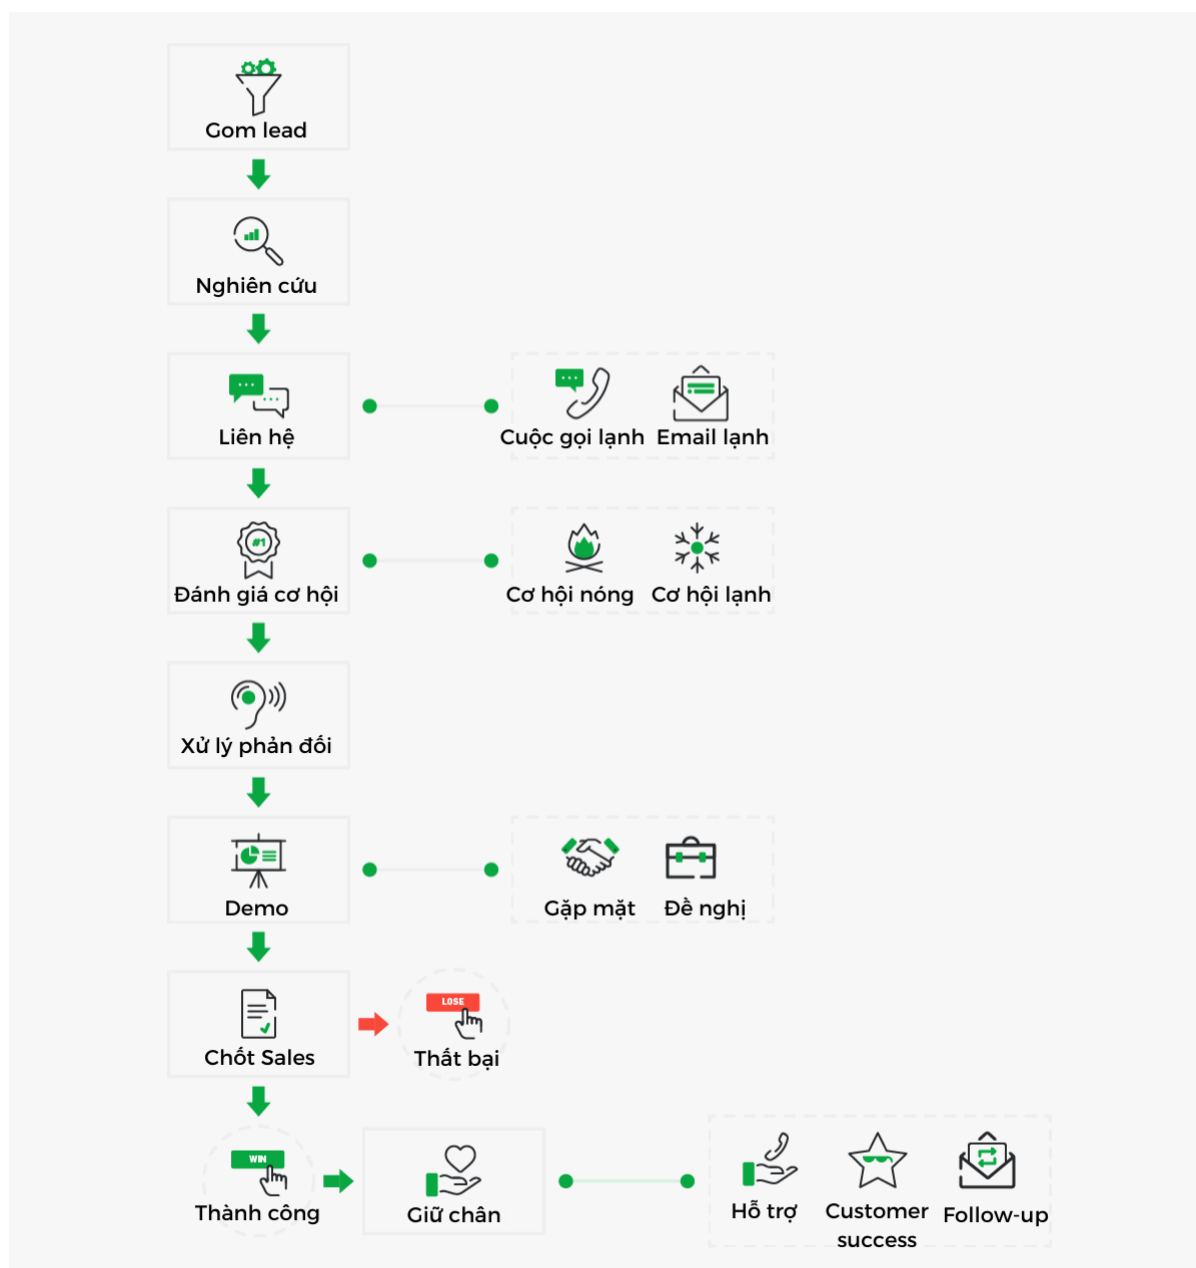 Gom lead
Nghiên cứu
Liên hệ
Cuộc gọi lạnh
Email lạnh
#1
Đánh giá cơ hội
Cơ hội nóng
Cơ hội lạnh
Xử lý phản đối
Demo
Gặp mặt
Đề nghị
Chốt Sales
LOSE
Thất bại
WIN
Thành công
Giữ chân
Hỗ trợ
Customer
success
Follow-up